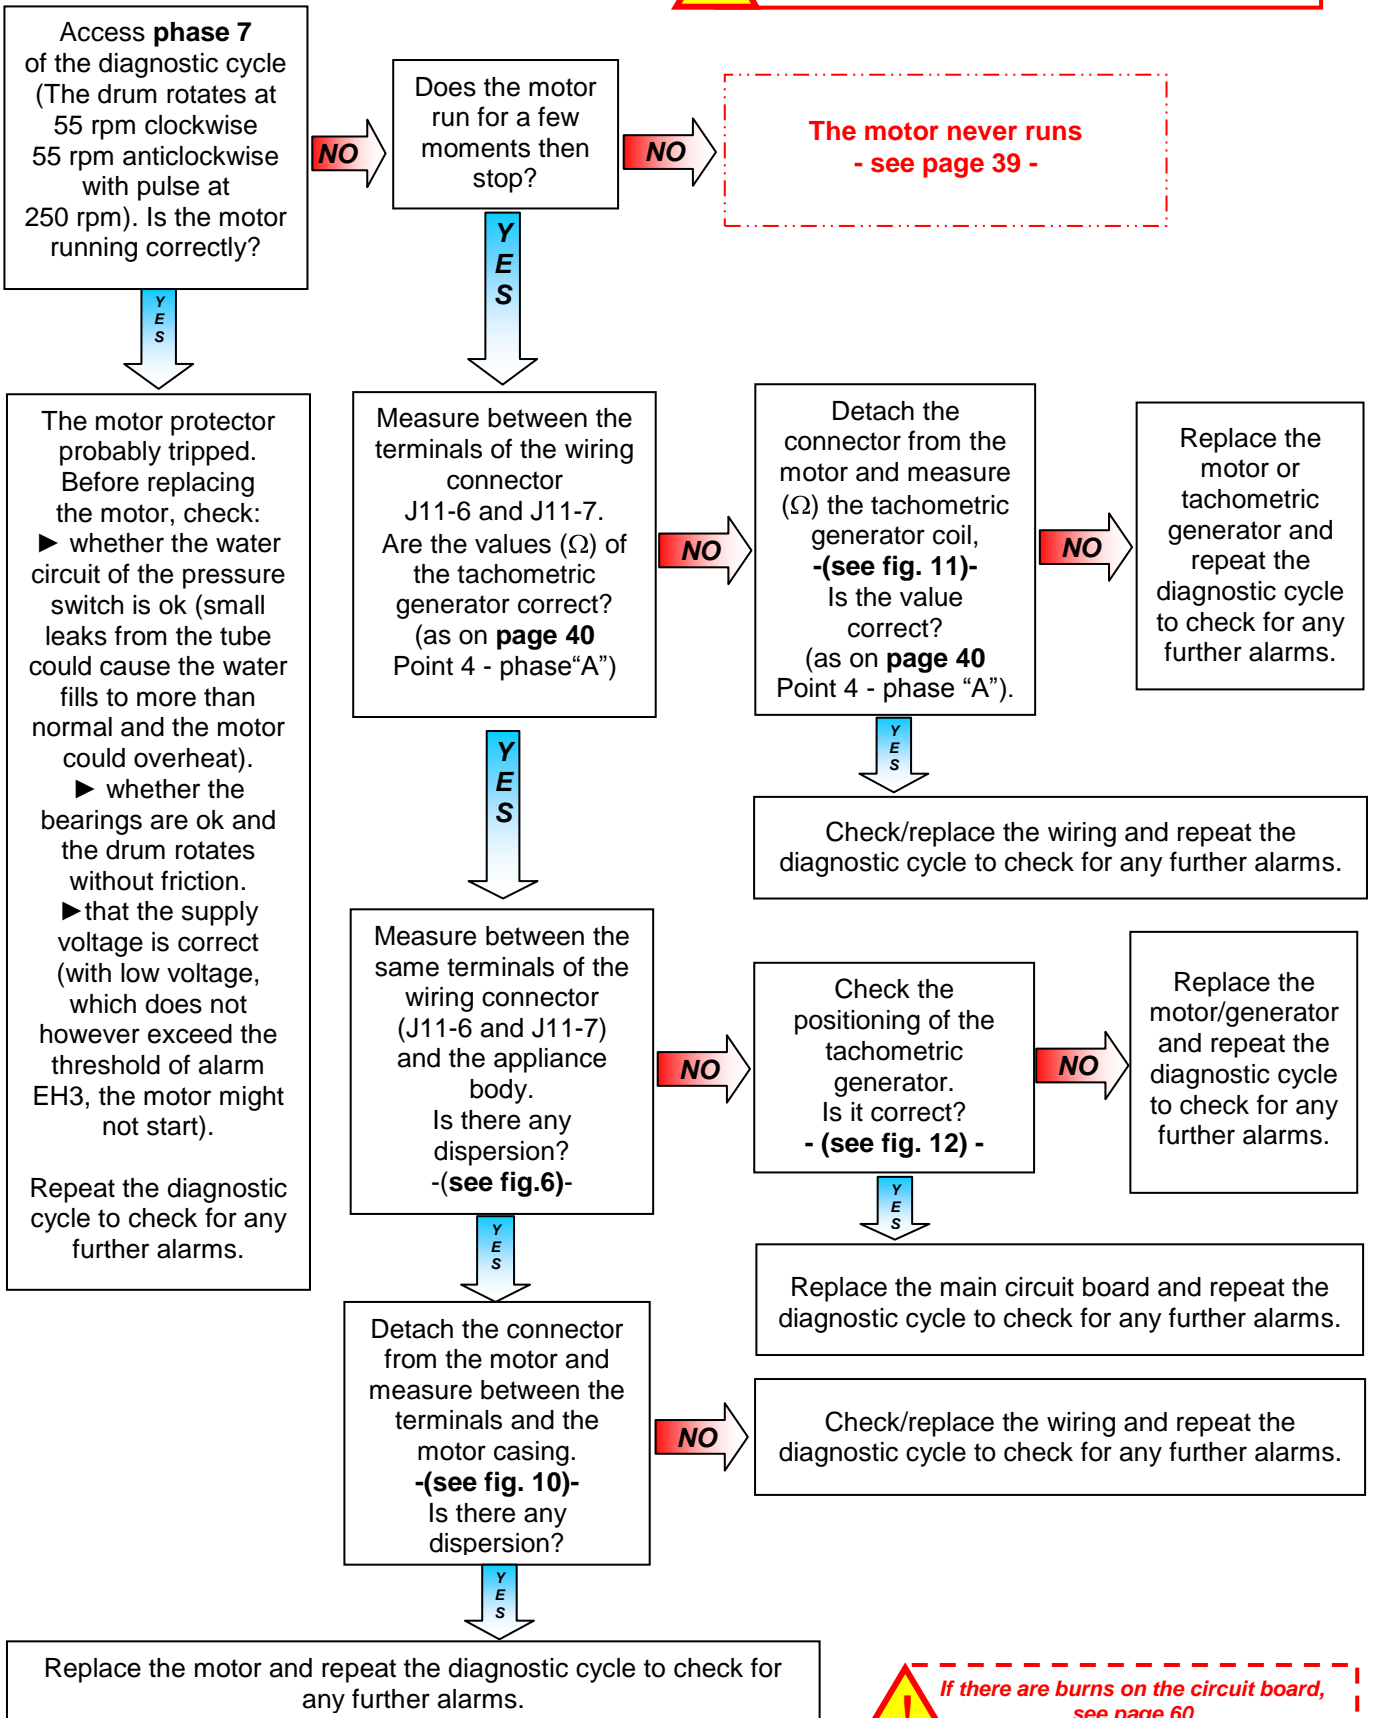 Access phase 7
of the diagnostic cycle
(The drum rotates at
55 rpm clockwise
55 rpm anticlockwise
with pulse at
250 rpm). Is the motor
running correctly?
NO
Does the motor
run for a few
moments then
stop?
NO
The motor never runs
- see page 39 -
Y
E
S
Y
E
S
The motor protector
probably tripped.
Before replacing
the motor, check:
► whether the water
circuit of the pressure
switch is ok (small
leaks from the tube
could cause the water
fills to more than
normal and the motor
could overheat).
► whether the
bearings are ok and
the drum rotates
without friction.
►that the supply
voltage is correct
(with low voltage,
which does not
however exceed the
threshold of alarm
EH3, the motor might
not start).
Repeat the diagnostic
cycle to check for any
further alarms.
Measure between the
terminals of the wiring
connector
J11-6 and J11-7.
Are the values (Ω) of
the tachometric
generator correct?
(as on page 40
Point 4 - phase“A”)
NO
Detach the
connector from the
motor and measure
(Ω) the tachometric
generator coil,
-(see fig. 11)-
Is the value
correct?
(as on page 40
Point 4 - phase “A”).
NO
Replace the
motor or
tachometric
generator and
repeat the
diagnostic cycle
to check for any
further alarms.
Y
E
S
Y
E
S
Check/replace the wiring and repeat the
diagnostic cycle to check for any further alarms.
Measure between the
same terminals of the
wiring connector
(J11-6 and J11-7)
and the appliance
body.
Is there any
dispersion?
-(see fig.6)-
NO
Check the
positioning of the
tachometric
generator.
Is it correct?
- (see fig. 12) -
NO
Replace the
motor/generator
and repeat the
diagnostic cycle
to check for any
further alarms.
Y
E
S
Y
E
S
Replace the main circuit board and repeat the
diagnostic cycle to check for any further alarms.
Detach the connector
from the motor and
measure between the
terminals and the
motor casing.
-(see fig. 10)-
Is there any
dispersion?
NO
Check/replace the wiring and repeat the
diagnostic cycle to check for any further alarms.
Y
E
S
Replace the motor and repeat the diagnostic cycle to check for
any further alarms.
!
If there are burns on the circuit board,
see page 60